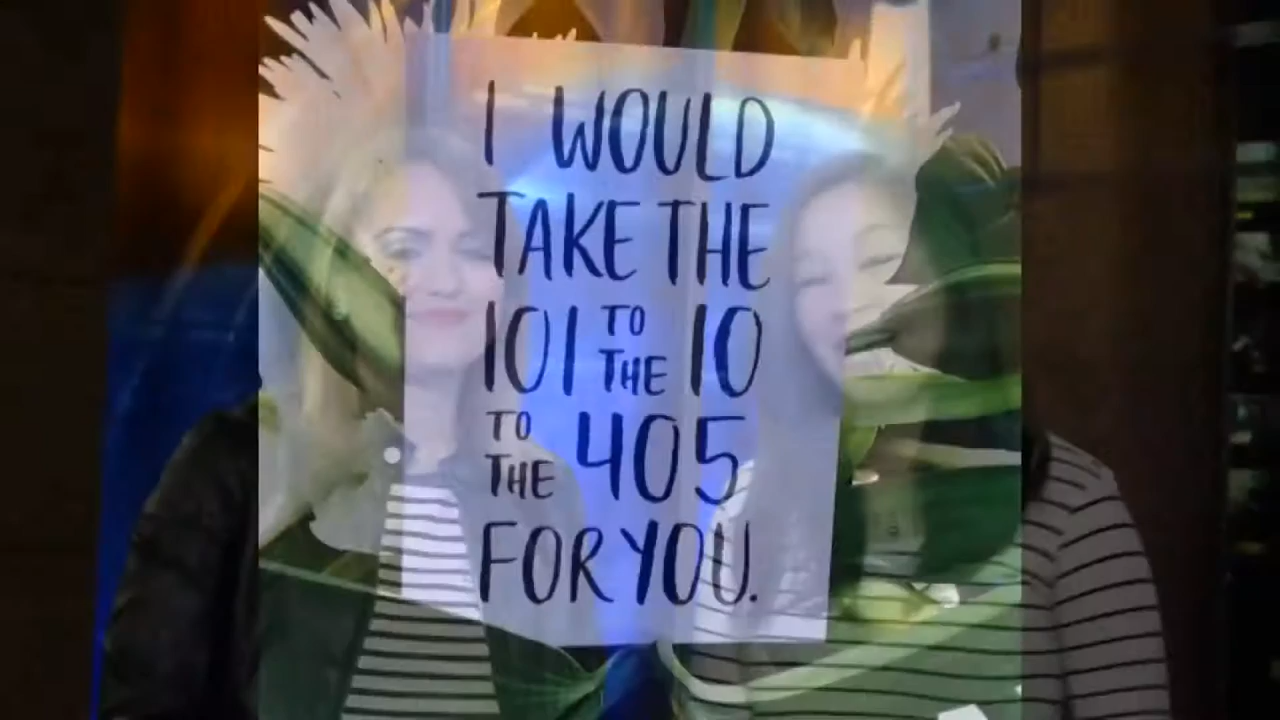 I WOULD
TAKE THE
101 TO THE 10
TO THE 405
FOR YOU.